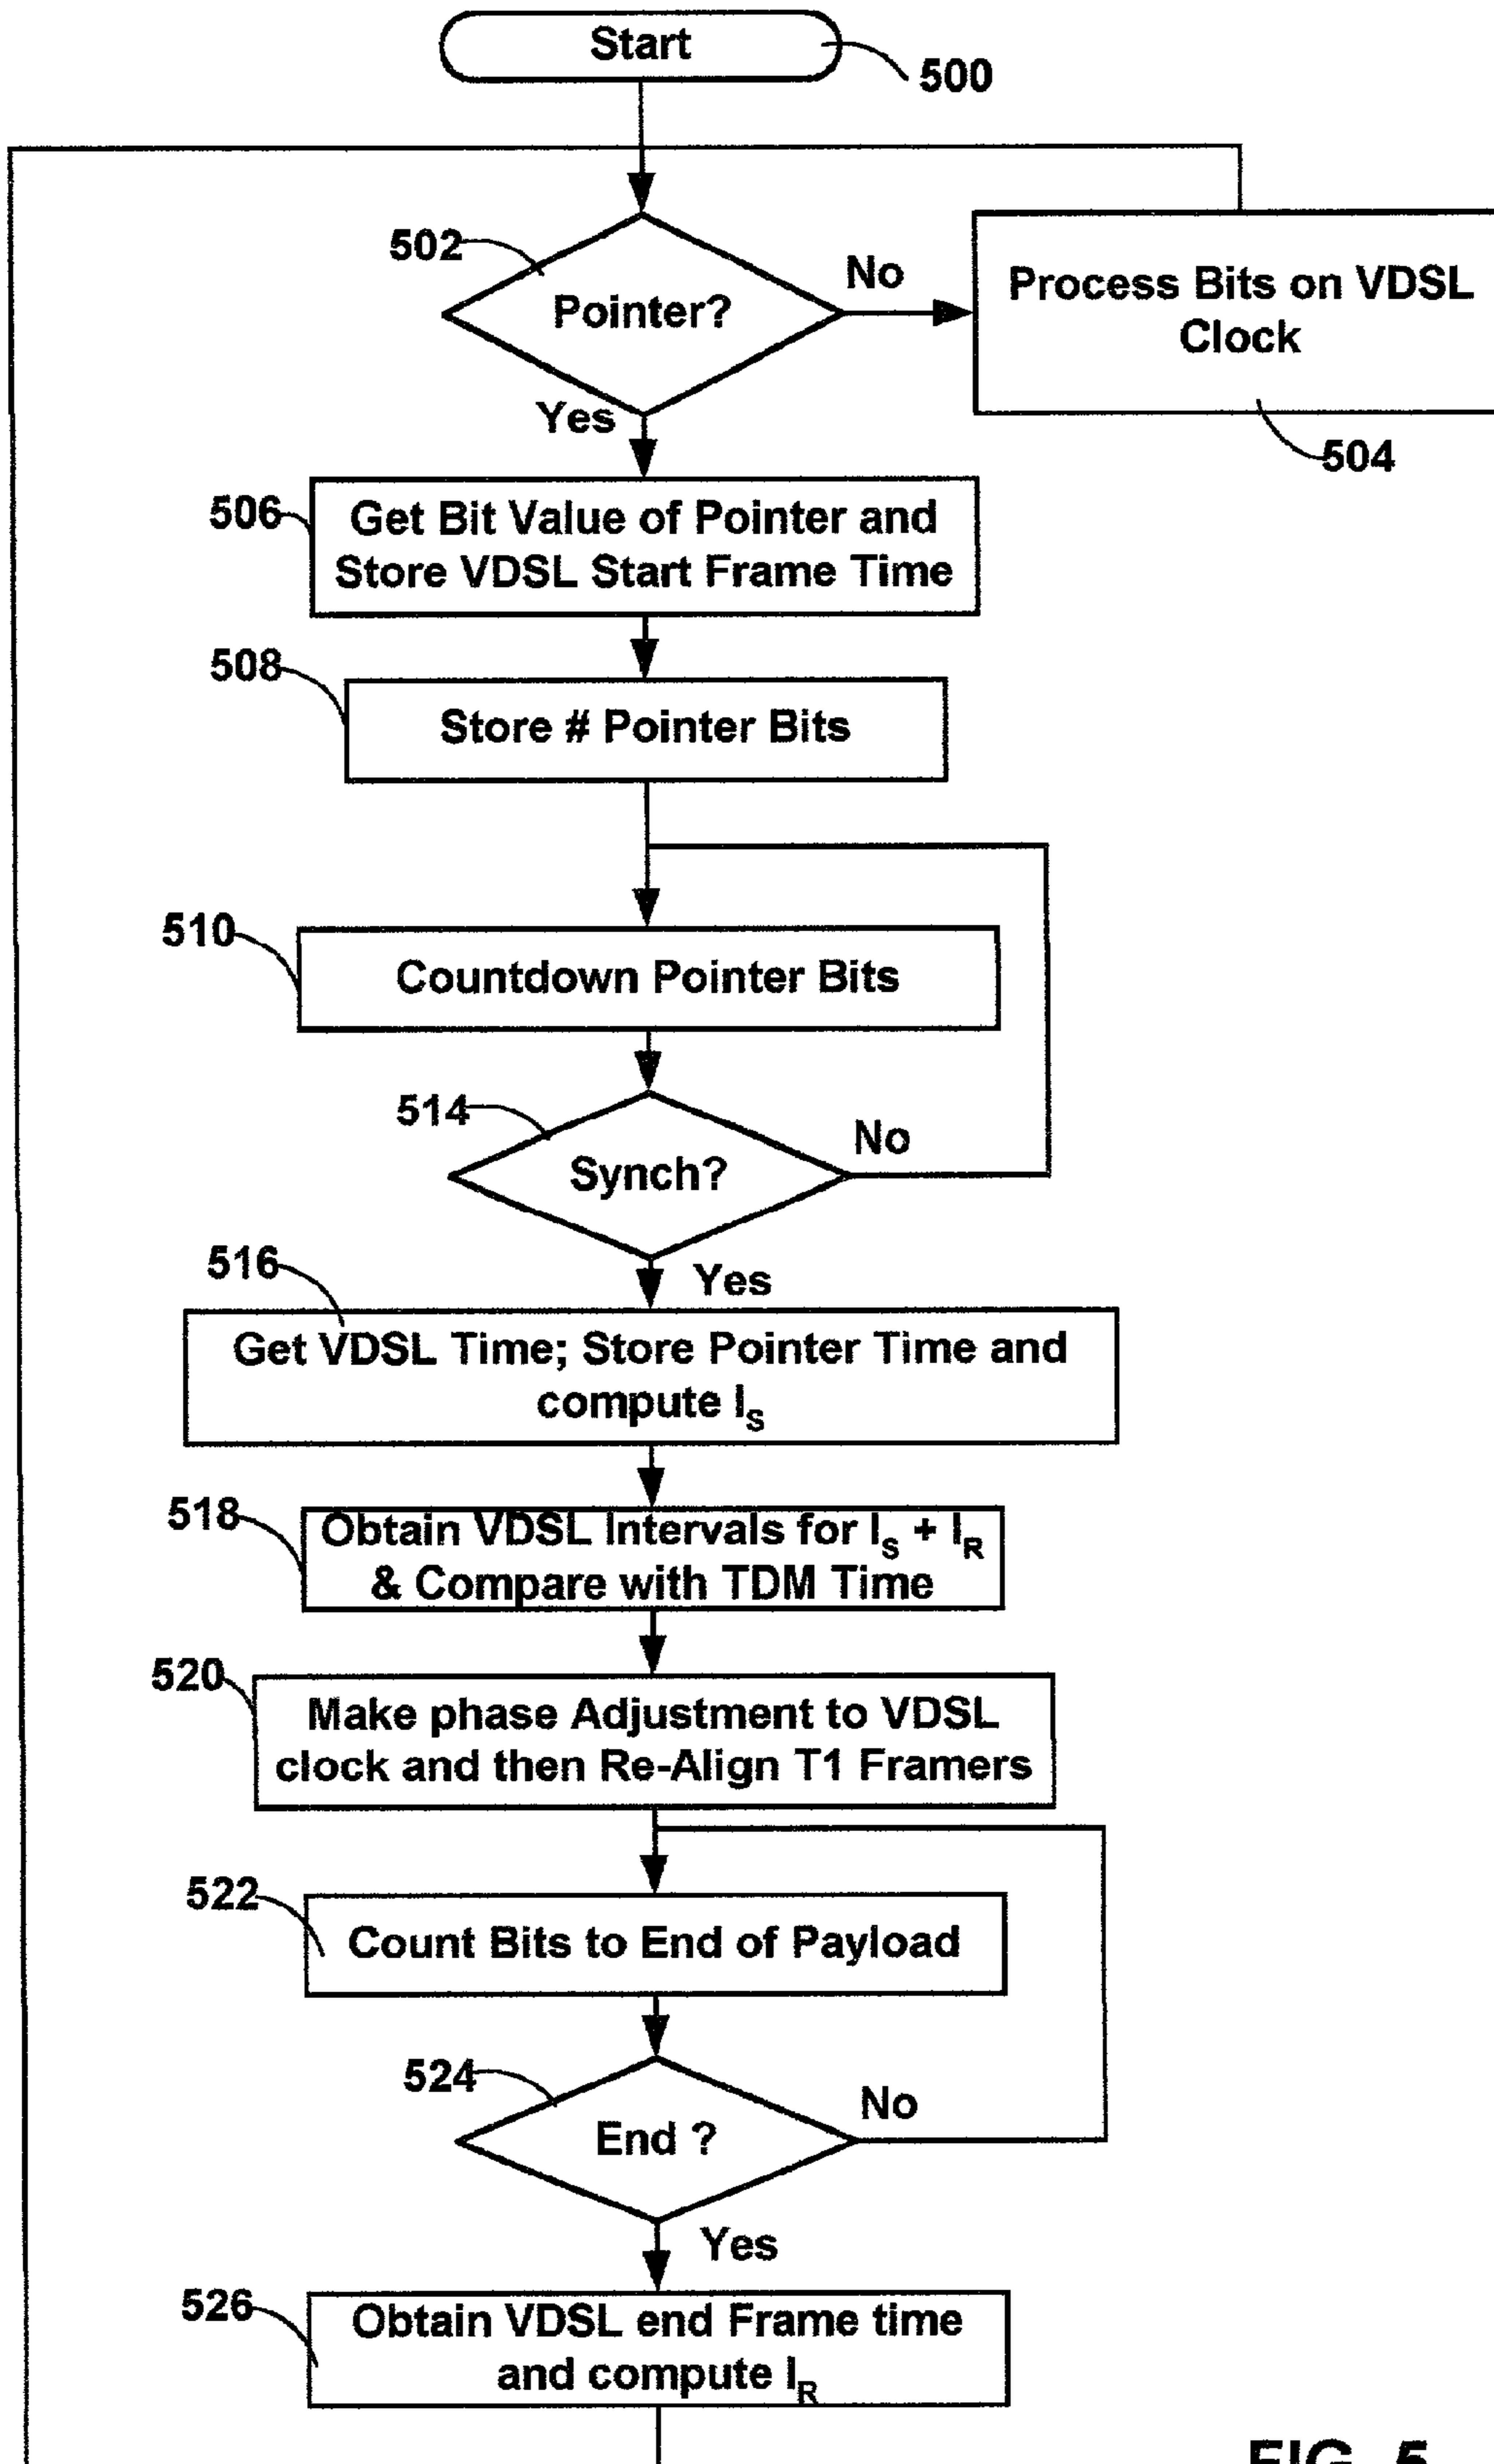 Start
500
502
Pointer?
No
Process Bits on VDSL
Clock
504
Yes
506
Get Bit Value of Pointer and
Store VDSL Start Frame Time
508
Store # Pointer Bits
510
Countdown Pointer Bits
514
Synch?
No
516
Yes
Get VDSL Time; Store Pointer Time and
compute IS
518
Obtain VDSL Intervals for IS + IR
& Compare with TDM Time
520
Make phase Adjustment to VDSL
clock and then Re-Align T1 Framers
522
Count Bits to End of Payload
524
End ?
No
Yes
526
Obtain VDSL end Frame time
and compute IR
FIG. 5